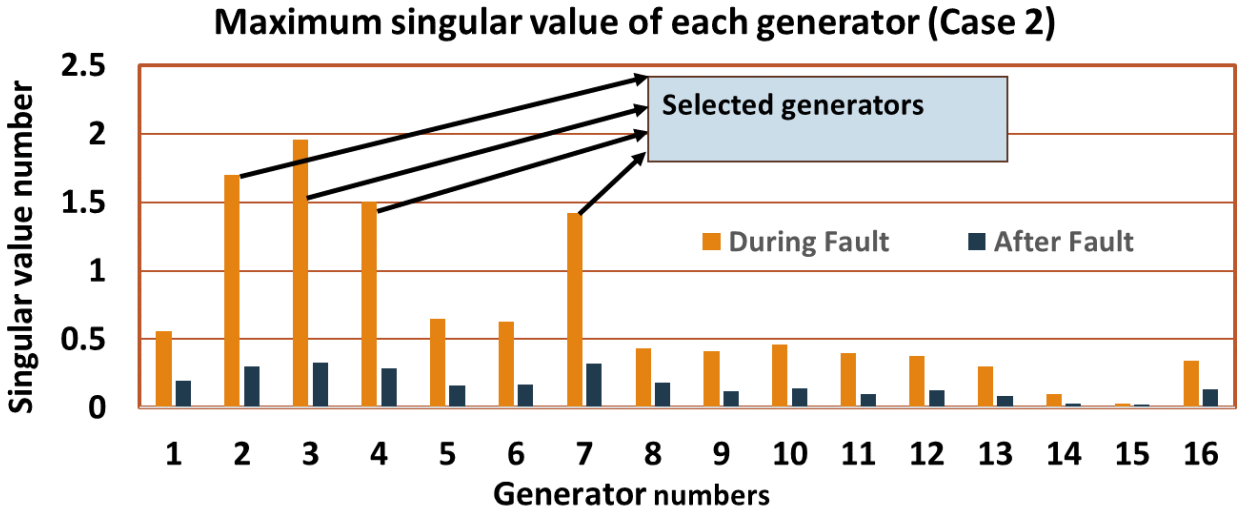 Maximum singular value of each generator (Case 2)
Singular value number
2.5
2
1.5
1
0.5
0
Selected generators
During Fault
After Fault
1 2 3 4 5 6 7 8 9 10 11 12 13 14 15 16
Generator numbers